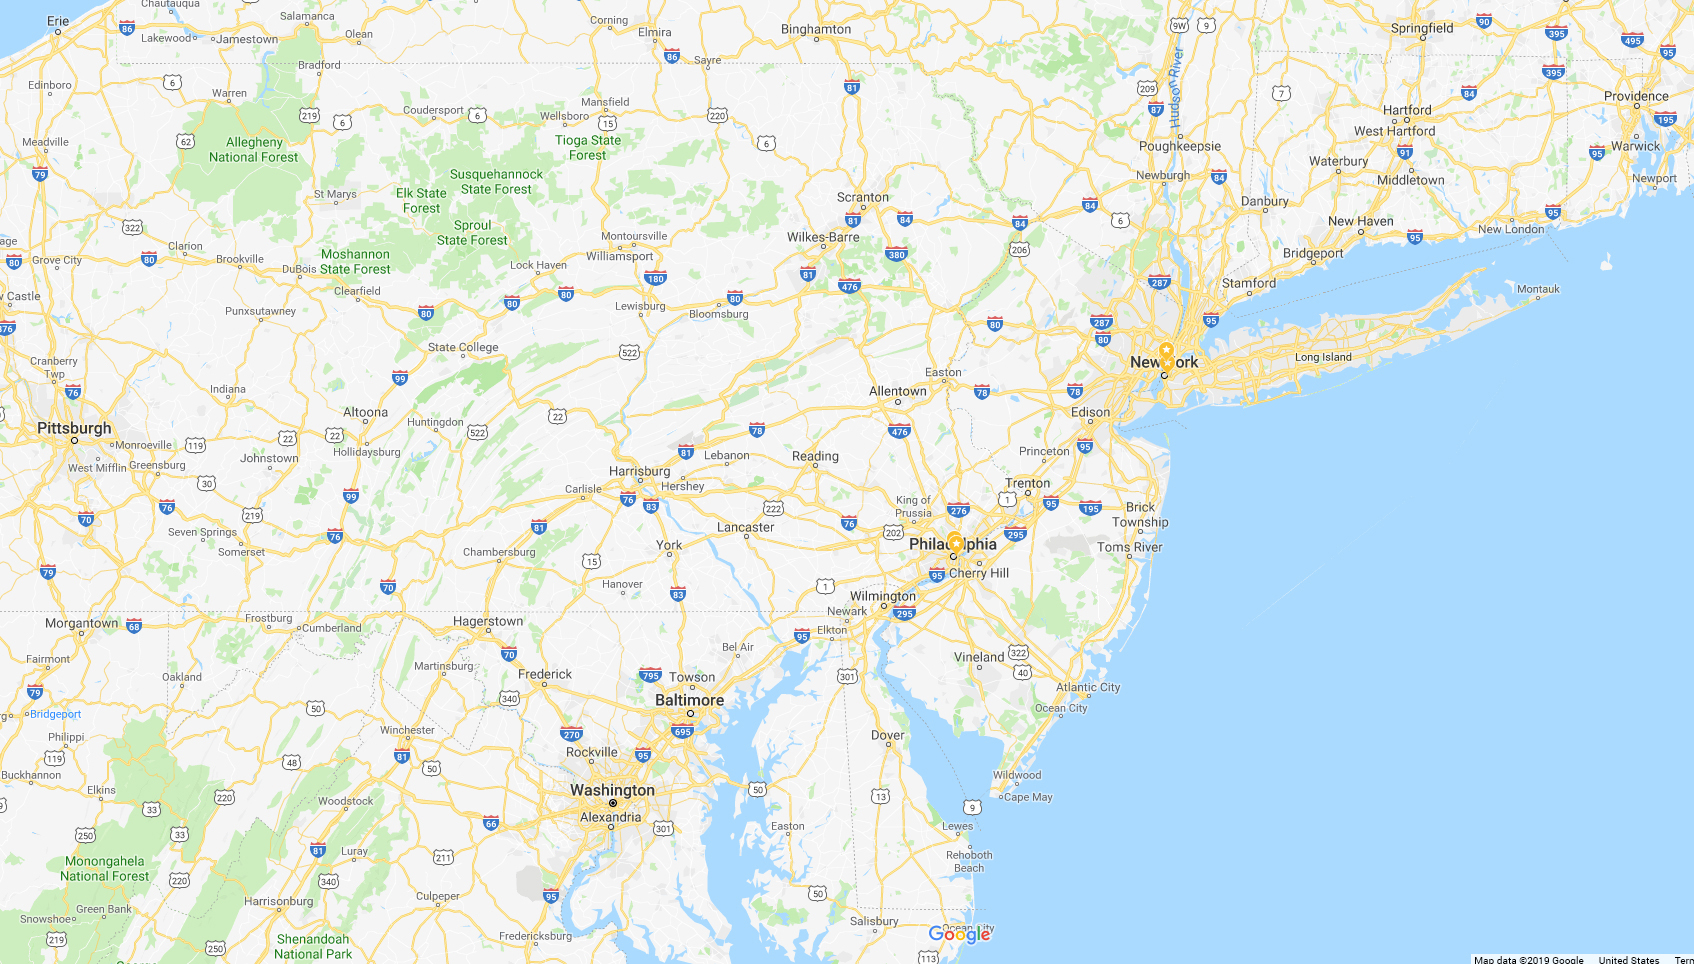 Erie
Chautauqua
Salamanca
Corning
Elmira
Binghamton
Springfield
Lakewood
Jamestown
Olean
Sayre
Bradford
Edinboro
Warren
Coudersport
Mansfield
Wellsboro
Hudson River
Hartford
West Hartford
Providence
Warwick
Meadville
Allegheny
National Forest
Tioga State
Forest
Poughkeepsie
Waterbury
Middletown
Newport
Susquehannock
State Forest
St Marys
Elk State
Forest
Scranton
Newburgh
Danbury
New Haven
New London
Sproul
State Forest
Montoursville
Williamsport
Wilkes-Barre
Bridgeport
Clarion
Brookville
Grove City
DuBois
Moshannon
State Forest
Lock Haven
Stamford
Montauk
Clearfield
Lewisburg
Bloomsburg
Punxsutawney
State College
Cranberry
Twp
New York
Long Island
Indiana
Easton
Allentown
Altoona
Huntingdon
Edison
Pittsburgh
Monroeville
Hollidaysburg
West Mifflin
Greensburg
Johnstown
Harrisburg
Hershey
Lebanon
Reading
Princeton
Carlisle
Trenton
King of
Prussia
Brick
Township
Seven Springs
Somerset
Lancaster
York
Chambersburg
Philadelphia
Toms River
Cherry Hill
Hanover
Wilmington
Newark
Elkton
Morgantown
Frostburg
Cumberland
Hagerstown
Bel Air
Fairmont
Oakland
Martinsburg
Frederick
Towson
Vineland
Atlantic City
Ocean City
Bridgeport
Baltimore
Philippi
Winchester
Rockville
Dover
Buckhannon
Elkins
Woodstock
Washington
Alexandria
Wildwood
Cape May
Easton
Lewes
Rehoboth
Beach
Monongahela
National Forest
Luray
Culpeper
Harrisonburg
Green Bank
Snowshoe
Shenandoah
National Park
Fredericksburg
Salisbury
Ocean City
Google
Map data ©2019 Google United States